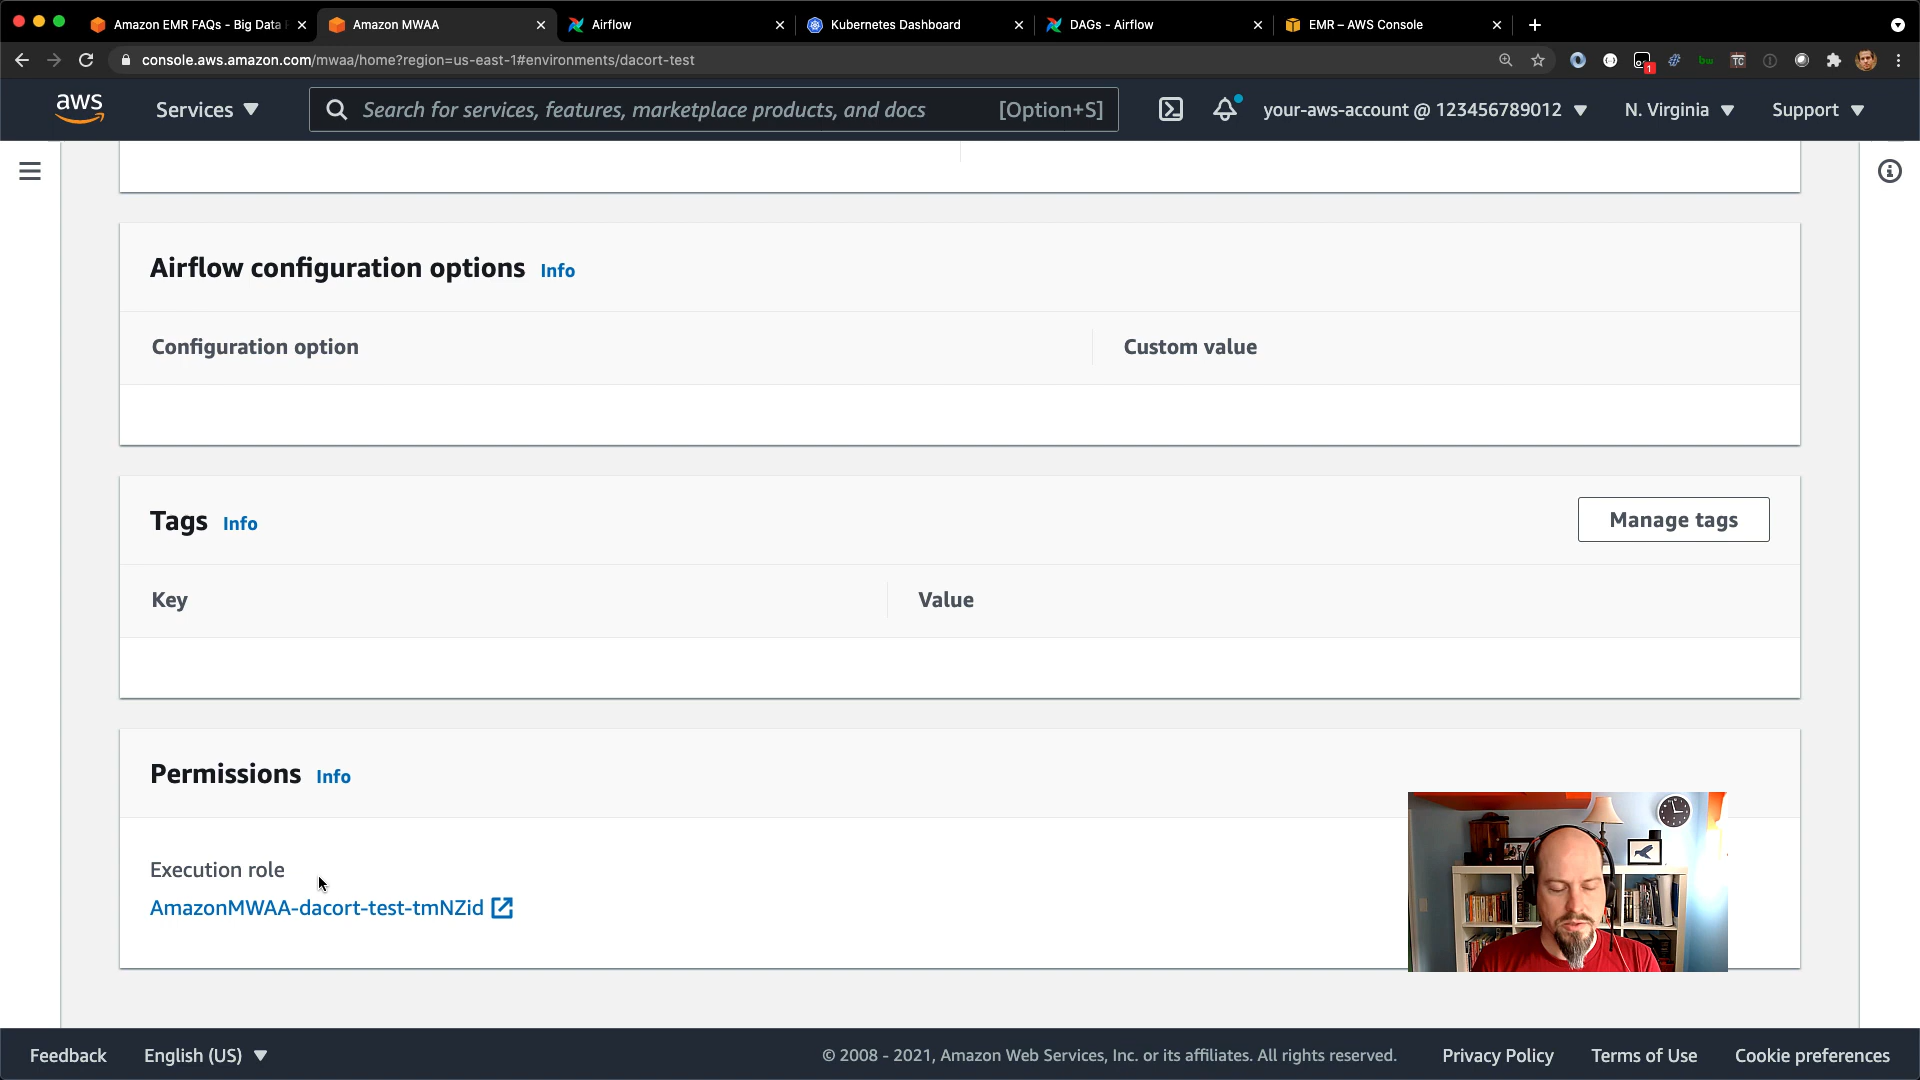 Amazon EMR FAQs - Big Data
Amazon MWAA
Airflow
Kubernetes Dashboard
DAGs - Airflow
EMR – AWS Console
console.aws.amazon.com/mwaa/home?region=us-east-1#environments/dacort-test
1
bw
TC
aws
Services
Search for services, features, marketplace products, and docs
[Option+S]
your-aws-account @ 123456789012
N. Virginia
Support
Airflow configuration options Info
Configuration option
Custom value
Tags Info
Manage tags
Key
Value
Permissions Info
Execution role
AmazonMWAA-dacort-test-tmNZid
Feedback
English (US)
© 2008 - 2021, Amazon Web Services, Inc. or its affiliates. All rights reserved.
Privacy Policy
Terms of Use
Cookie preferences